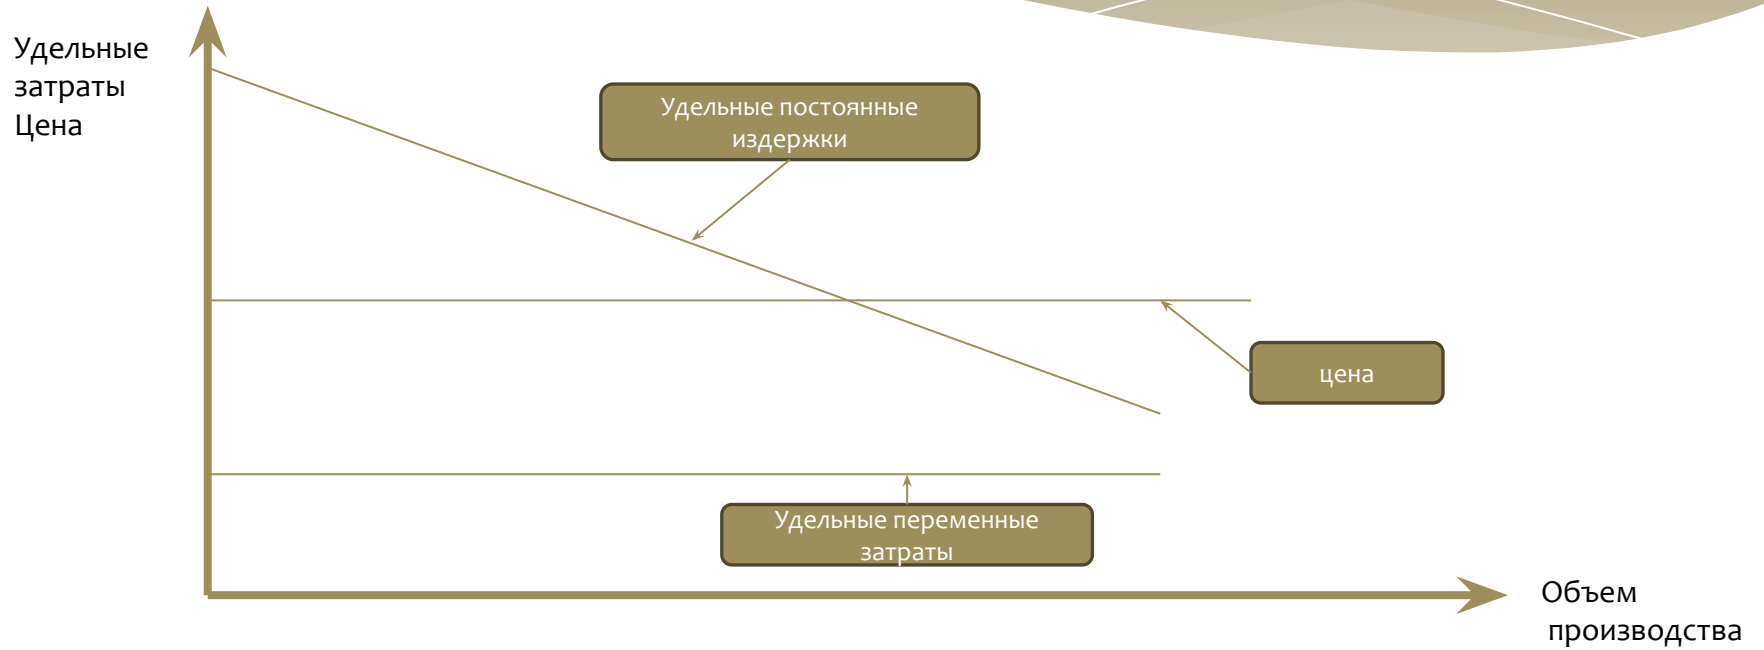 Удельные
затраты
Цена
Удельные постоянные
издержки
цена
Удельные переменные
затраты
Объем
производства